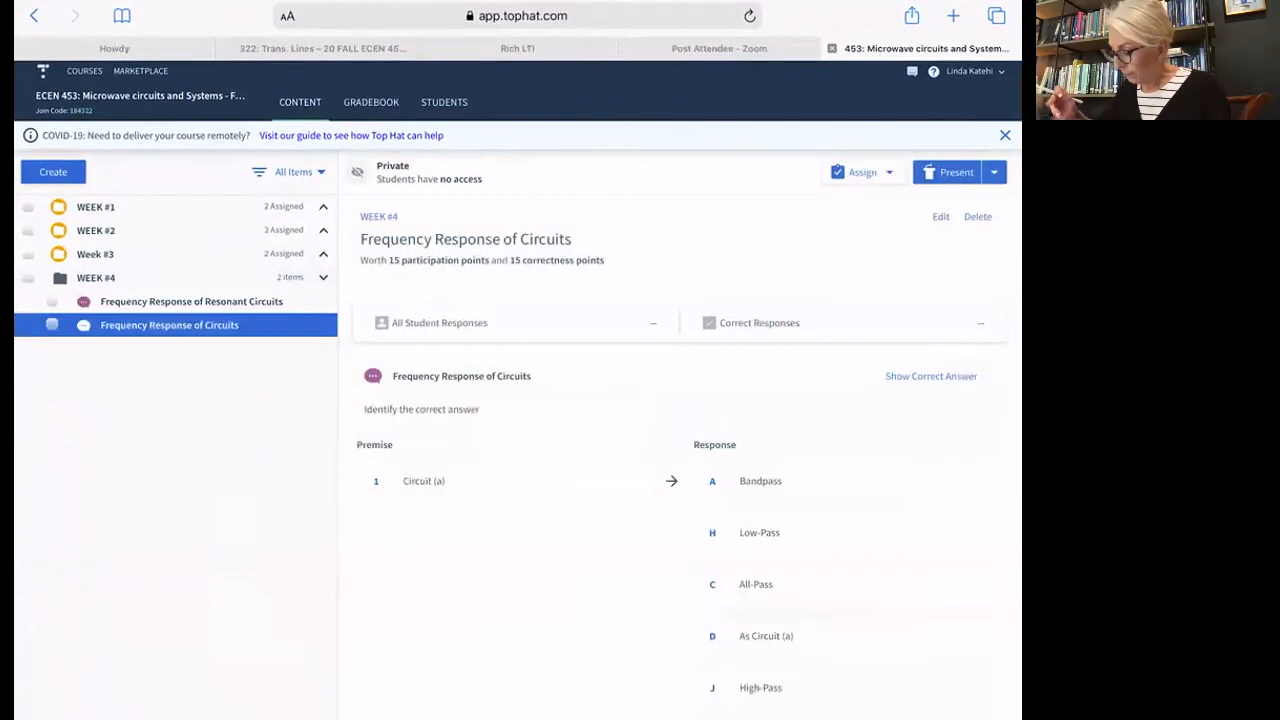 AA
app.tophat.com
Howdy
322: Trans. Lines – 20 FALL ECEN 45...
Rich LTI
Post Attendee - Zoom
453: Microwave circuits and System...
COURSES
MARKETPLACE
Linda Katehi
ECEN 453: Microwave circuits and Systems - F...
Join Code: 184322
CONTENT
GRADEBOOK
STUDENTS
COVID-19: Need to deliver your course remotely? Visit our guide to see how Top Hat can help
Create
All Items
Private
Students have no access
Assign
Present
WEEK #1
2 Assigned
WEEK #2
3 Assigned
Week #3
2 Assigned
WEEK #4
2 items
Frequency Response of Resonant Circuits
Frequency Response of Circuits
WEEK #4
Edit
Delete
Frequency Response of Circuits
Worth 15 participation points and 15 correctness points
All Student Responses
--
Correct Responses
--
Frequency Response of Circuits
Show Correct Answer
Identify the correct answer
Premise
Response
1 Circuit (a)
A Bandpass
H Low-Pass
C All-Pass
D As Circuit (a)
J High-Pass